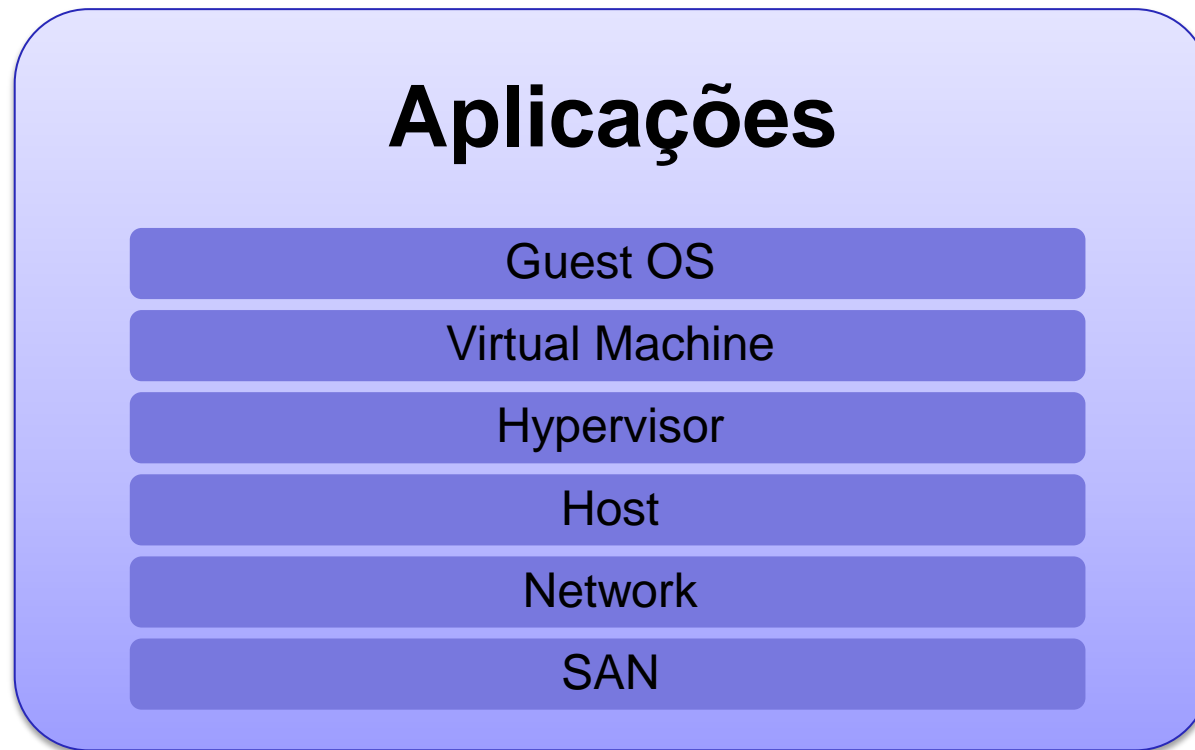 Aplicações
Guest OS
Virtual Machine
Hypervisor
Host
Network
SAN